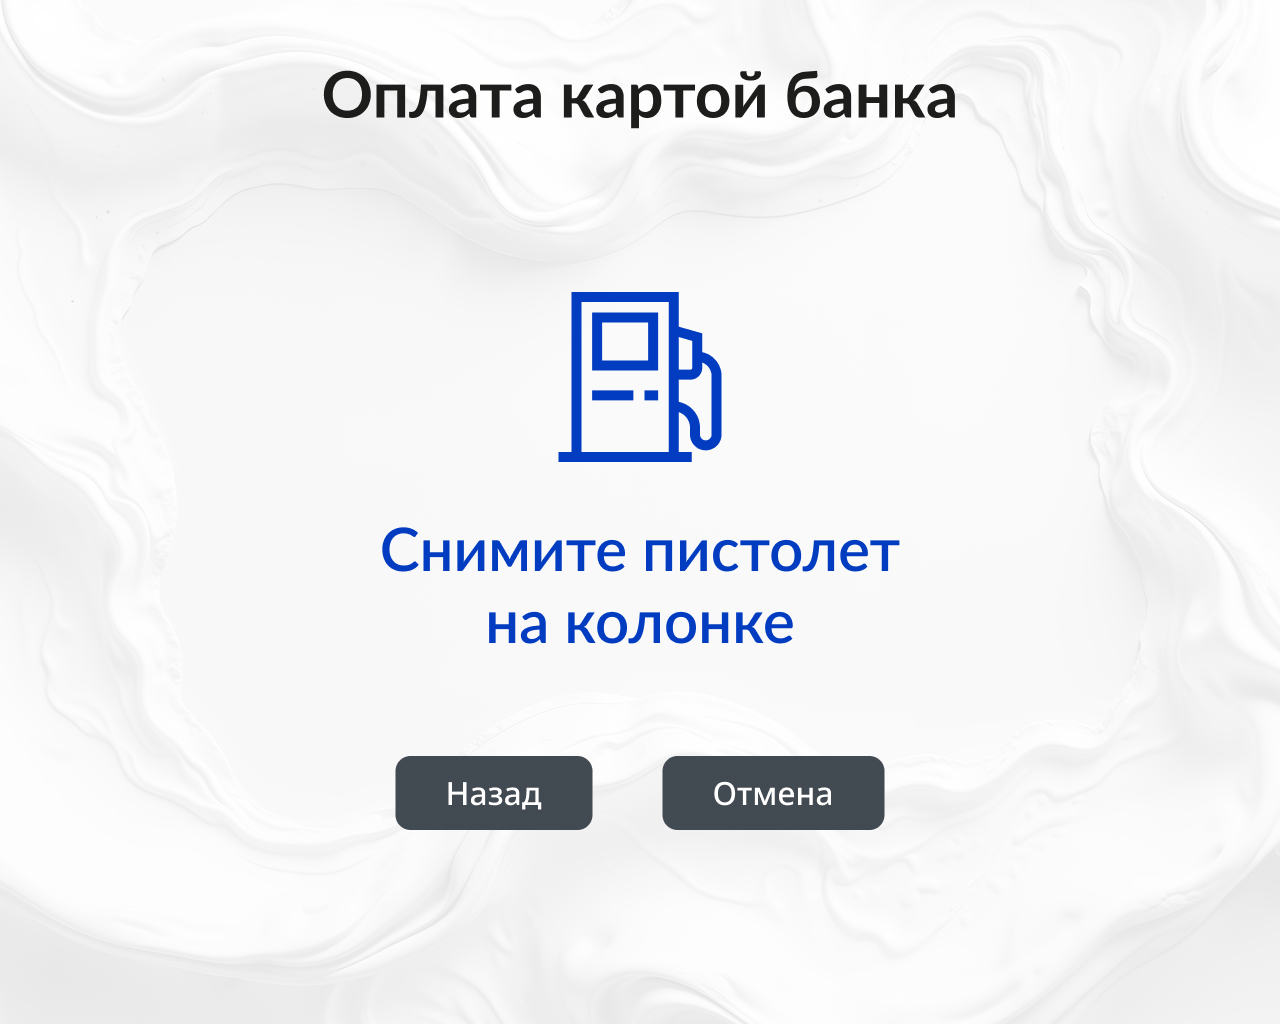 Оплата картой банка
Снимите пистолет
на колонке
Назад
Отмена